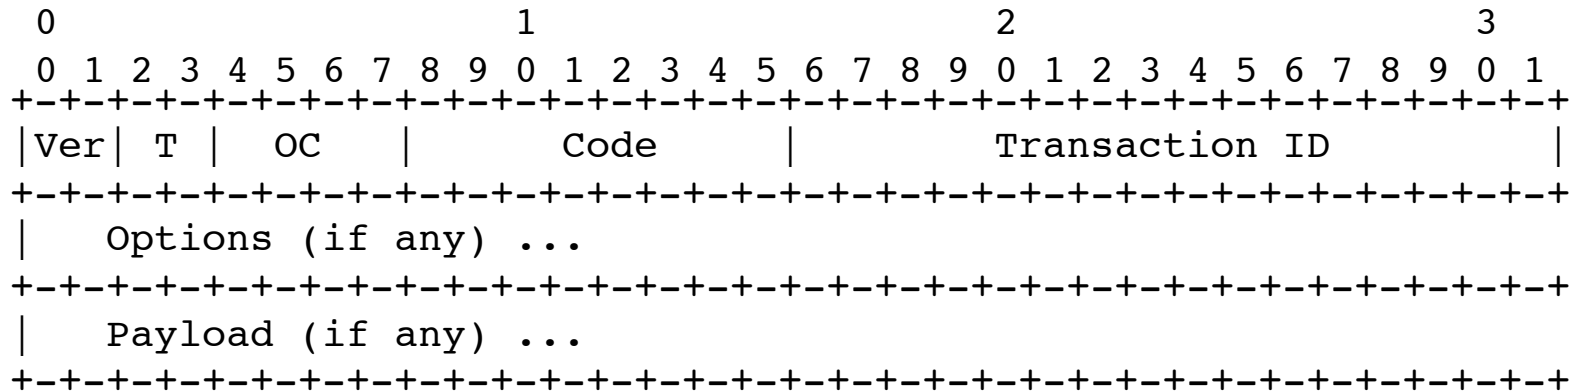 0                   1                   2                   3
 0 1 2 3 4 5 6 7 8 9 0 1 2 3 4 5 6 7 8 9 0 1 2 3 4 5 6 7 8 9 0 1
+-+-+-+-+-+-+-+-+-+-+-+-+-+-+-+-+-+-+-+-+-+-+-+-+-+-+-+-+-+-+-+-+
|Ver| T |  OC   |      Code     |        Transaction ID         |
+-+-+-+-+-+-+-+-+-+-+-+-+-+-+-+-+-+-+-+-+-+-+-+-+-+-+-+-+-+-+-+-+
|   Options (if any) ...
+-+-+-+-+-+-+-+-+-+-+-+-+-+-+-+-+-+-+-+-+-+-+-+-+-+-+-+-+-+-+-+-+
|   Payload (if any) ...
+-+-+-+-+-+-+-+-+-+-+-+-+-+-+-+-+-+-+-+-+-+-+-+-+-+-+-+-+-+-+-+-+